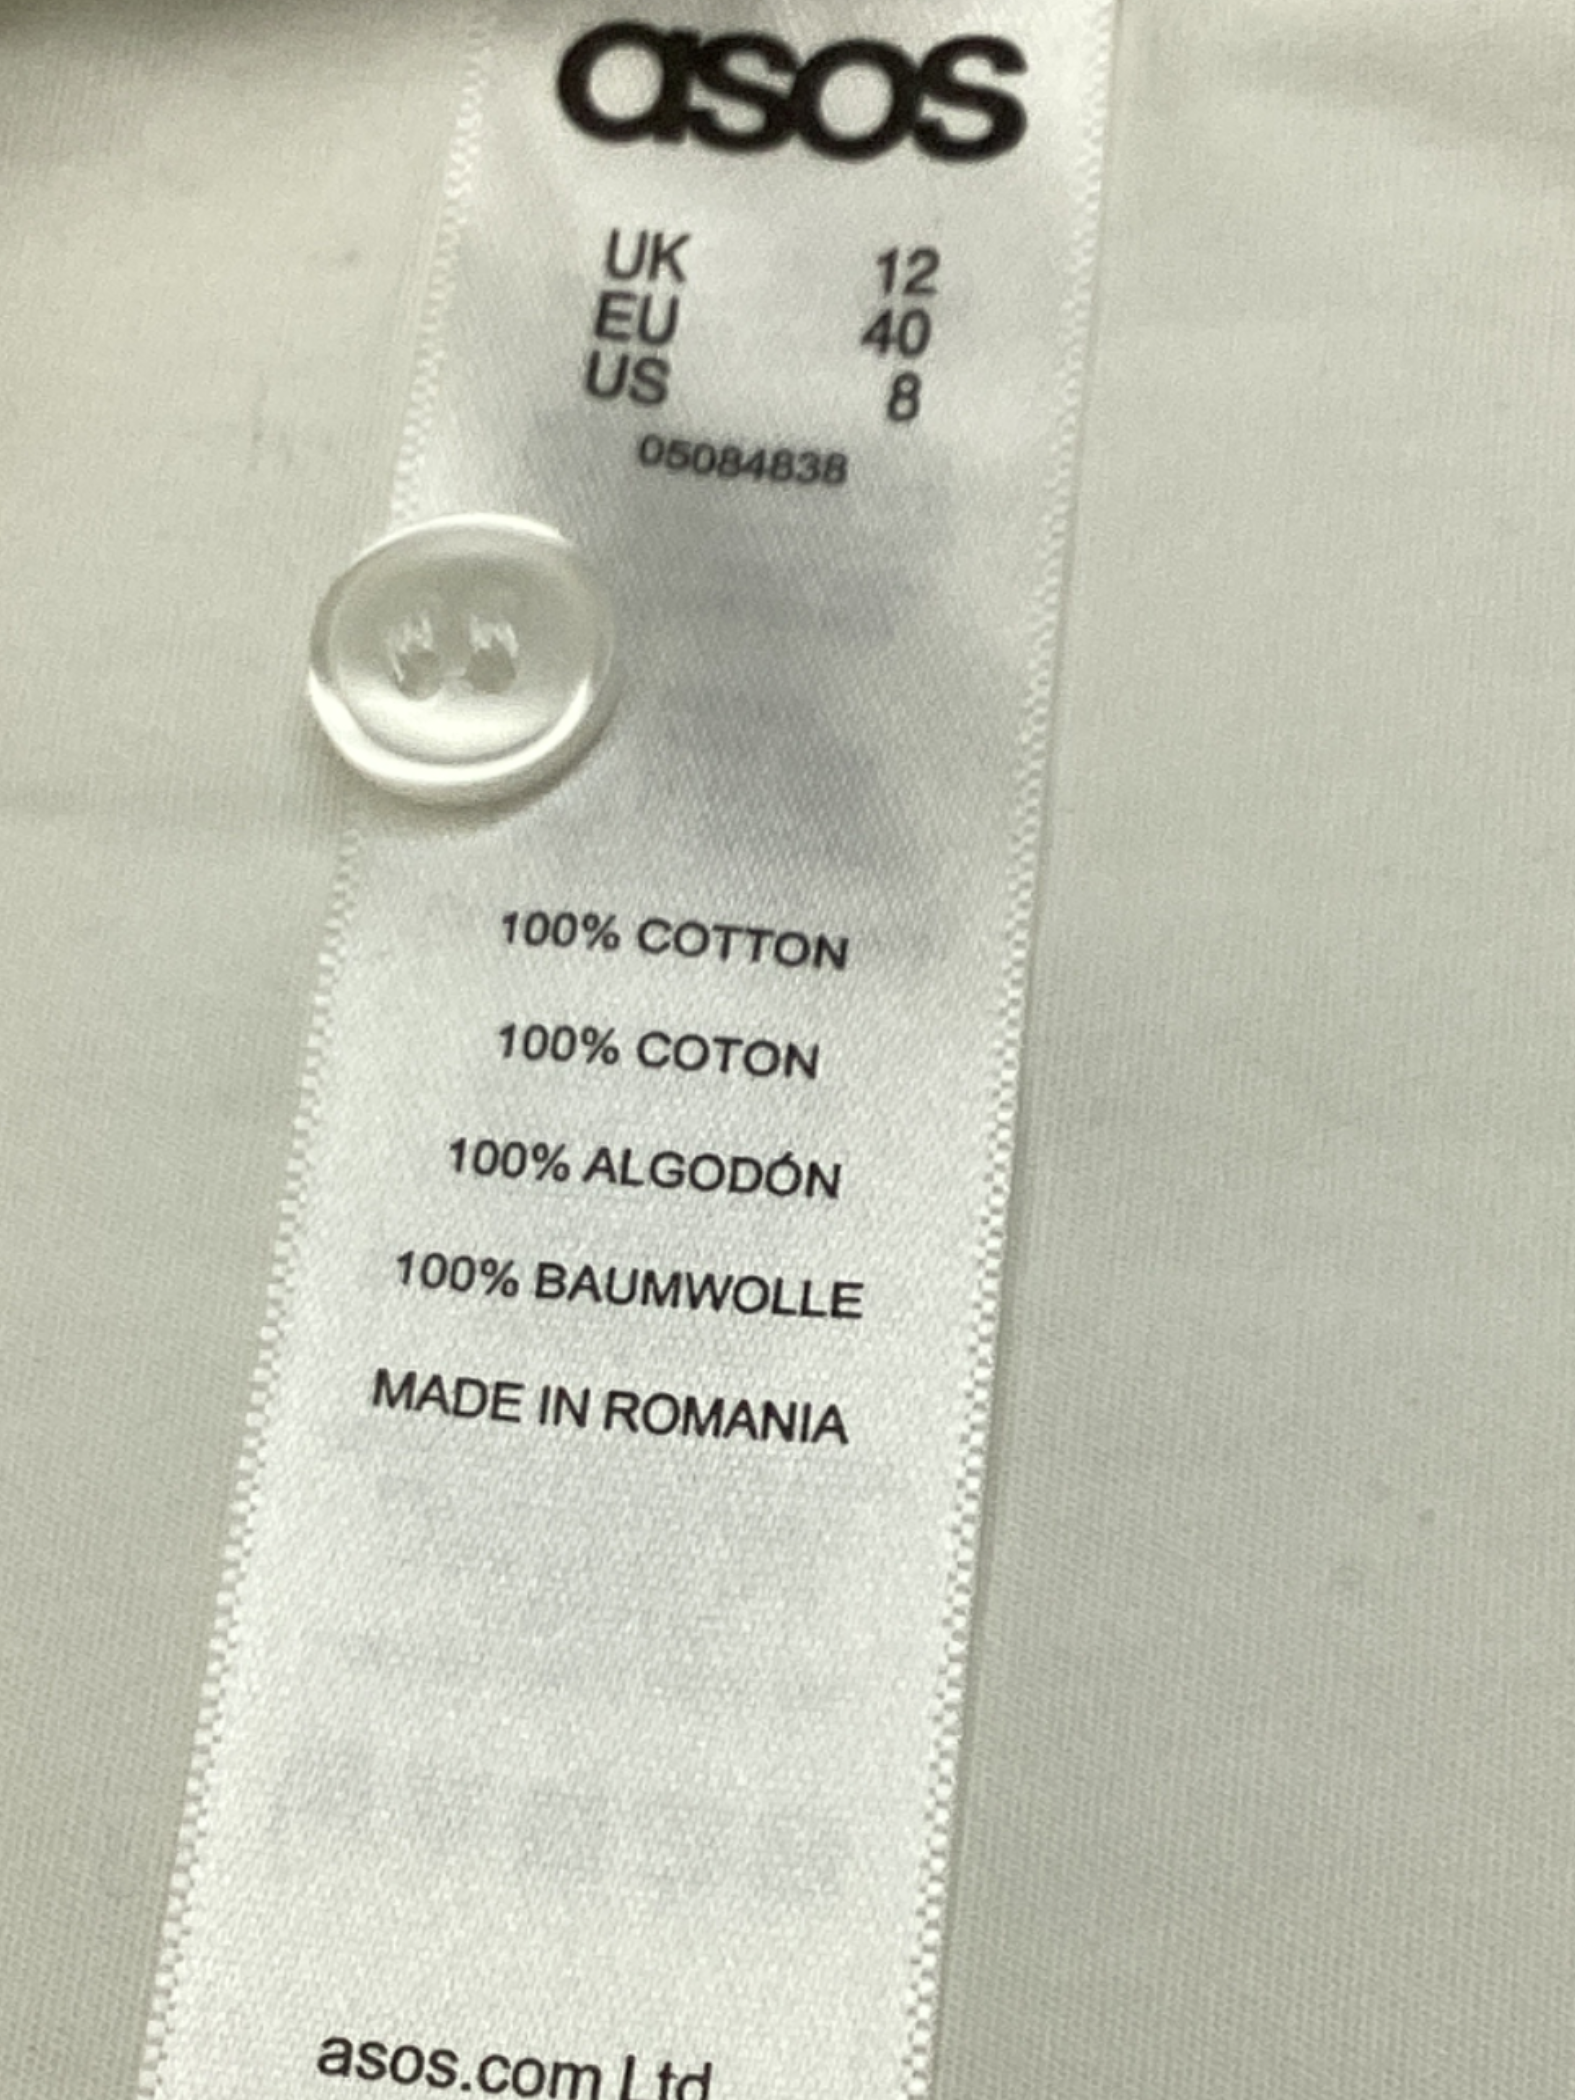 asos
UK 12
EU 40
US 8
05084838
100% COTTON
100% COTON
100% ALGODÓN
100% BAUMWOLLE
MADE IN ROMANIA
asos.com Ltd